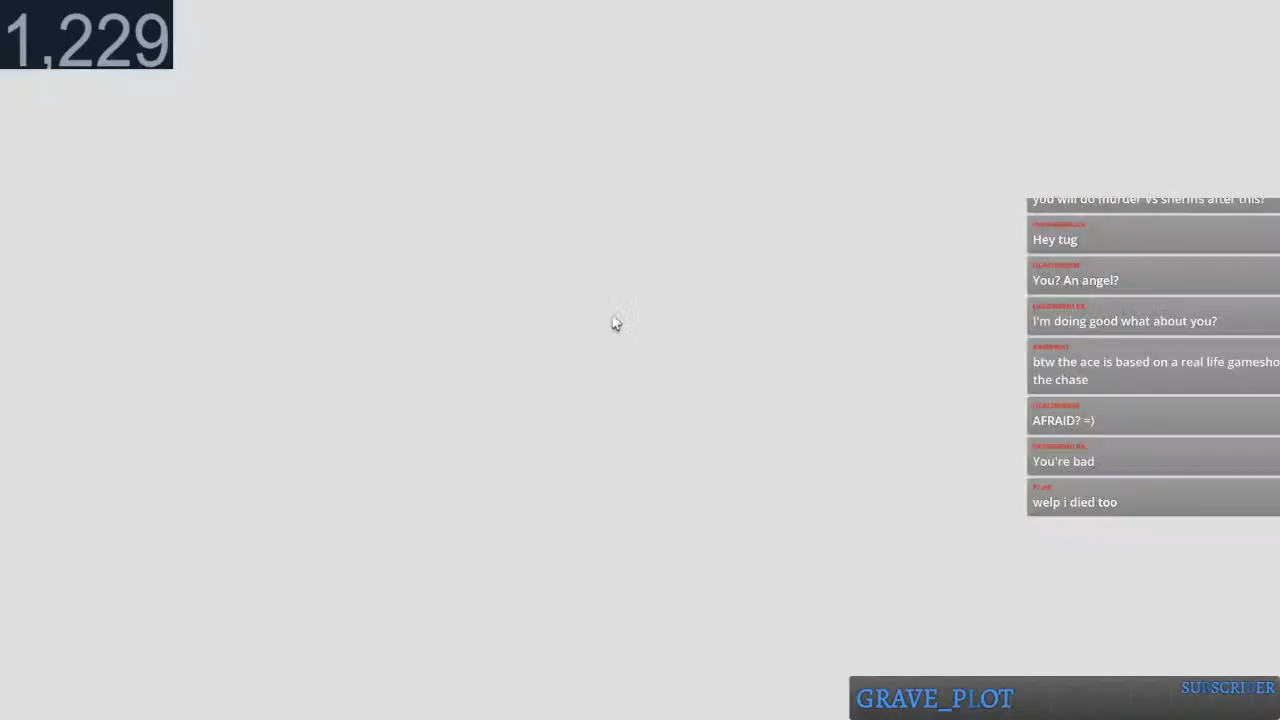 1,229
you will do murder vs sheriffs after this?
Hey tug
You? An angel?
I'm doing good what about you?
btw the ace is based on a real life gamesho
the chase
AFRAID? =)
You're bad
welp i died too
SUBSCRIBER
GRAVE_PLOT